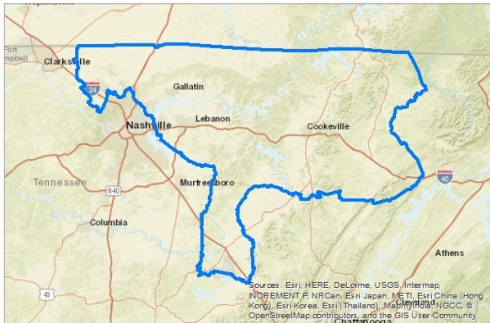 Fort
Campbell
Clarksville
24
Gallatin
Nashville
Lebanon
Cookeville
Tennessee
Murfreesboro
840
40
Columbia
Athens
43
Sources: Esri, HERE, DeLorme, USGS, Intermap,
INCREMENT P, NRCan, Esri Japan, METI, Esri China (Hong
Kong), Esri Korea, Esri (Thailand), MapmyIndia, NGCC, ©
OpenStreetMap contributors, and the GIS User Community
Cleveland
Chattanooga